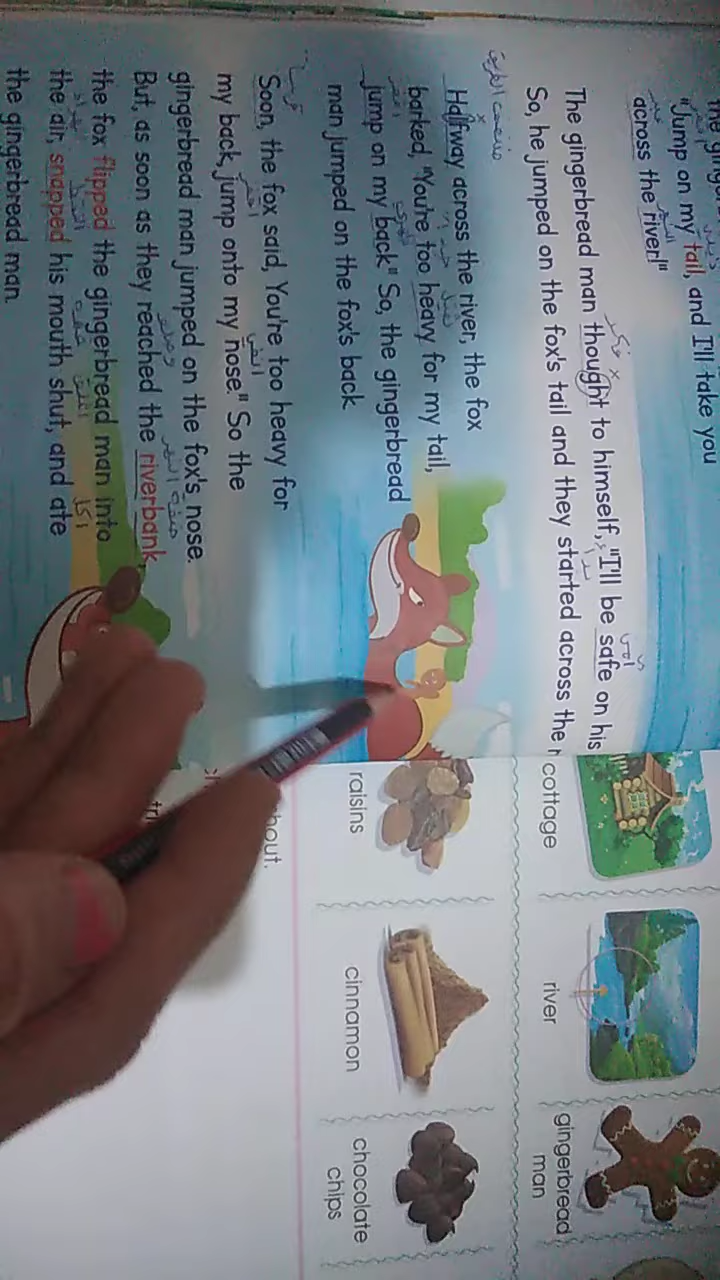 "Jump on my tail, and I'll take you
across the river!"
The gingerbread man thought to himself, "I'll be safe on his
So, he jumped on the fox's tail and they started across the r
منتصف الطريق
Halfway across the river, the fox
barked, "You're too heavy for my tail,
jump on my back." So, the gingerbread
man jumped on the fox's back.
Soon, the fox said, You're too heavy for
my back, jump onto my nose." So the
gingerbread man jumped on the fox's nose.
But, as soon as they reached the riverbank,
the fox flipped the gingerbread man into
the air, snapped his mouth shut, and ate
the gingerbread man.
cottage
river
gingerbread
man
raisins
cinnamon
chocolate
chips